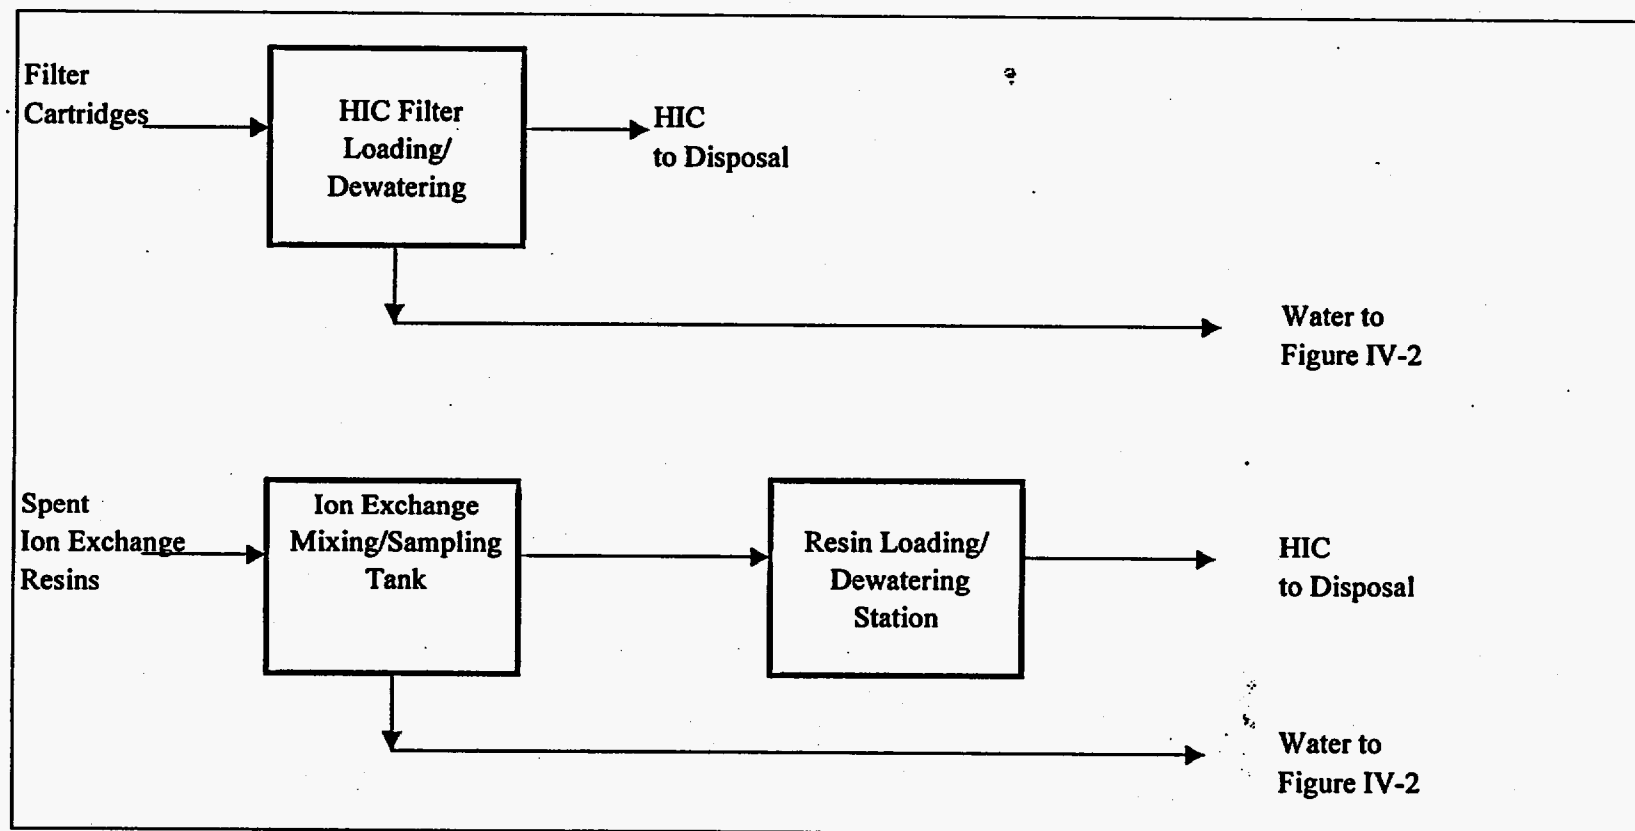 Filter
Cartridges
HIC Filter
Loading/
Dewatering
HIC
to Disposal
Water to
Figure IV-2
Spent
Ion Exchange
Resins
Ion Exchange
Mixing/Sampling
Tank
Resin Loading/
Dewatering
Station
HIC
to Disposal
Water to
Figure IV-2